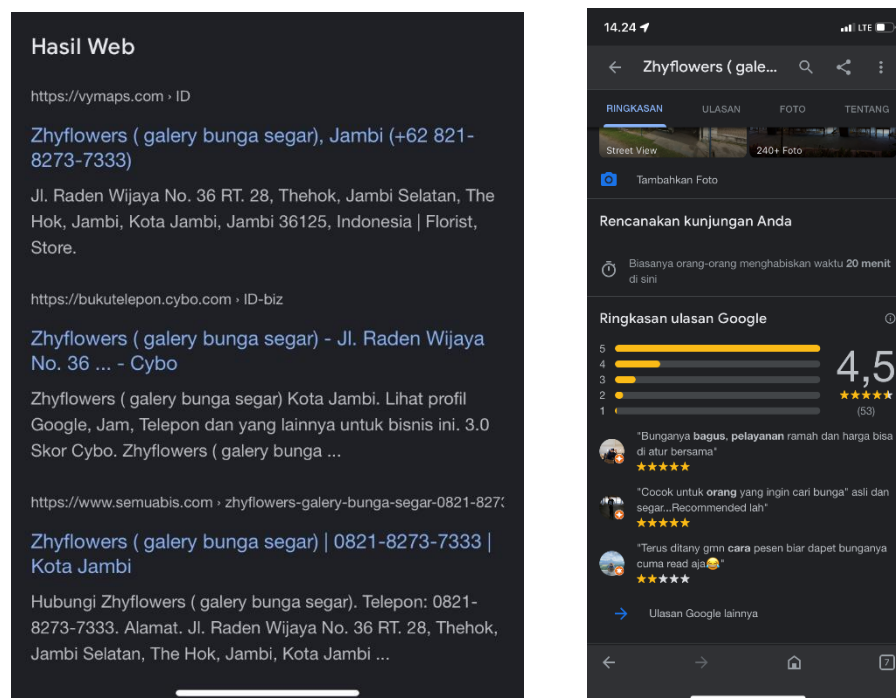 Hasil Web
https://vymaps.com › ID
Zhyflowers ( galery bunga segar), Jambi (+62 821-
8273-7333)
Jl. Raden Wijaya No. 36 RT. 28, Thehok, Jambi Selatan, The
Hok, Jambi, Kota Jambi, Jambi 36125, Indonesia | Florist,
Store.
https://bukutelepon.cybo.com › ID-biz
Zhyflowers ( galery bunga segar) - Jl. Raden Wijaya
No. 36 ... - Cybo
Zhyflowers ( galery bunga segar) Kota Jambi. Lihat profil
Google, Jam, Telepon dan yang lainnya untuk bisnis ini. 3.0
Skor Cybo. Zhyflowers ( galery bunga ...
https://www.semuabis.com › zhyflowers-galery-bunga-segar-0821-827
Zhyflowers ( galery bunga segar) | 0821-8273-7333 |
Kota Jambi
Hubungi Zhyflowers ( galery bunga segar). Telepon: 0821-
8273-7333. Alamat. Jl. Raden Wijaya No. 36 RT. 28, Thehok,
Jambi Selatan, The Hok, Jambi, Kota Jambi ...
14.24
LTE
Zhyflowers ( gale...
RINGKASAN ULASAN FOTO TENTANG
Street View 240+ Foto
Tambahkan Foto
Rencanakan kunjungan Anda
Biasanya orang-orang menghabiskan waktu 20 menit
di sini
Ringkasan ulasan Google
5
4
3
2
1
4,5
(53)
"Bunganya bagus, pelayanan ramah dan harga bisa
di atur bersama"
"Cocok untuk orang yang ingin cari bunga" asli dan
segar...Recommended lah"
"Terus ditany gmn cara pesen biar dapet bunganya
cuma read aja😂"
Ulasan Google lainnya
7